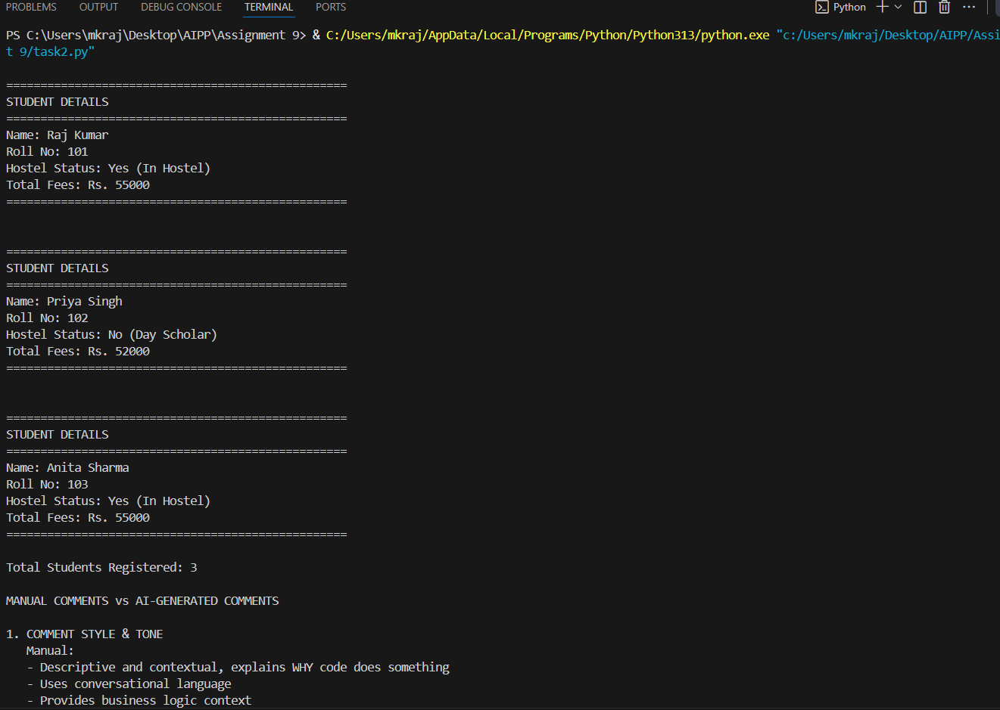 PROBLEMS OUTPUT DEBUG CONSOLE TERMINAL PORTS Python
PS C:\Users\mkraj\Desktop\AIPP\Assignment 9> & C:/Users/mkraj/AppData/Local/Programs/Python/Python313/python.exe "c:/Users/mkraj/Desktop/AIPP/Assi
t 9/task2.py"
==================================================
STUDENT DETAILS
==================================================
Name: Raj Kumar
Roll No: 101
Hostel Status: Yes (In Hostel)
Total Fees: Rs. 55000
==================================================
==================================================
STUDENT DETAILS
==================================================
Name: Priya Singh
Roll No: 102
Hostel Status: No (Day Scholar)
Total Fees: Rs. 52000
==================================================
==================================================
STUDENT DETAILS
==================================================
Name: Anita Sharma
Roll No: 103
Hostel Status: Yes (In Hostel)
Total Fees: Rs. 55000
==================================================
Total Students Registered: 3
MANUAL COMMENTS vs AI-GENERATED COMMENTS
1. COMMENT STYLE & TONE
Manual:
- Descriptive and contextual, explains WHY code does something
- Uses conversational language
- Provides business logic context